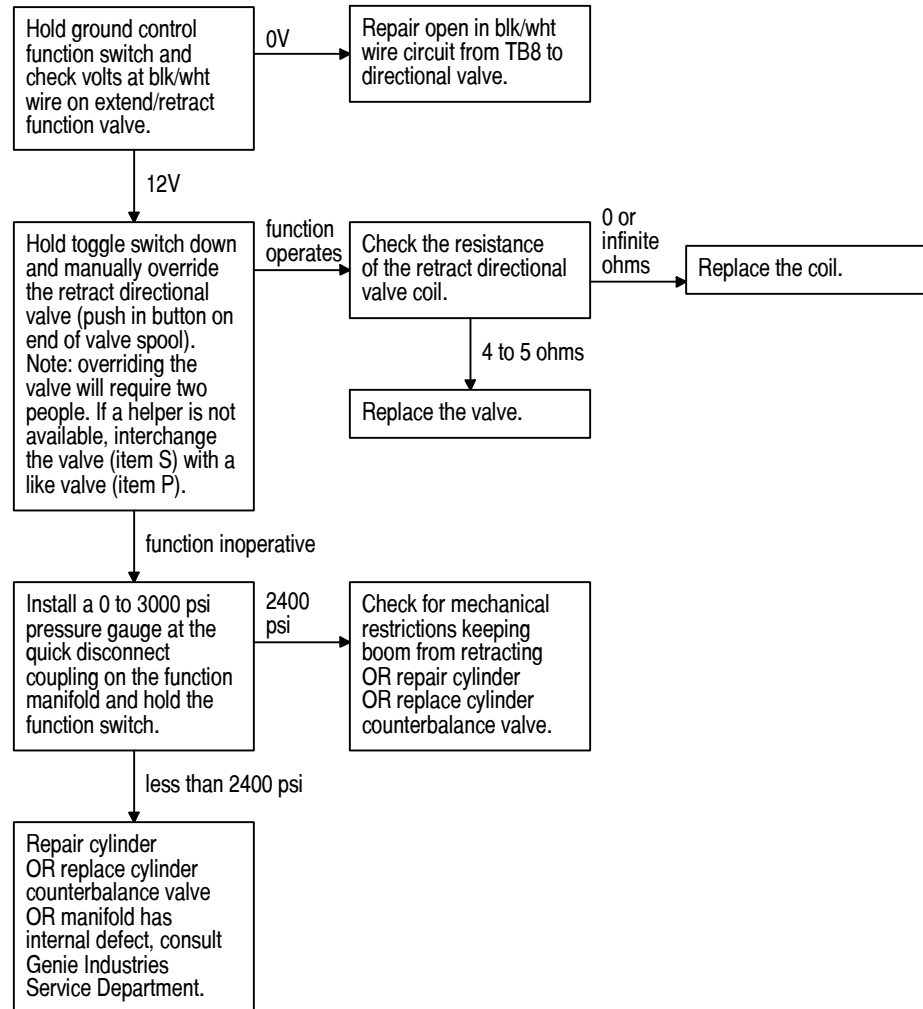 Hold ground control
function switch and
check volts at blk/wht
wire on extend/retract
function valve.
0V
Repair open in blk/wht
wire circuit from TB8 to
directional valve.
12V
Hold toggle switch down
and manually override
the retract directional
valve (push in button on
end of valve spool).
Note: overriding the
valve will require two
people. If a helper is not
available, interchange
the valve (item S) with a
like valve (item P).
function
operates
Check the resistance
of the retract directional
valve coil.
0 or
infinite
ohms
Replace the coil.
4 to 5 ohms
Replace the valve.
function inoperative
Install a 0 to 3000 psi
pressure gauge at the
quick disconnect
coupling on the function
manifold and hold the
function switch.
2400
psi
Check for mechanical
restrictions keeping
boom from retracting
OR repair cylinder
OR replace cylinder
counterbalance valve.
less than 2400 psi
Repair cylinder
OR replace cylinder
counterbalance valve
OR manifold has
internal defect, consult
Genie Industries
Service Department.